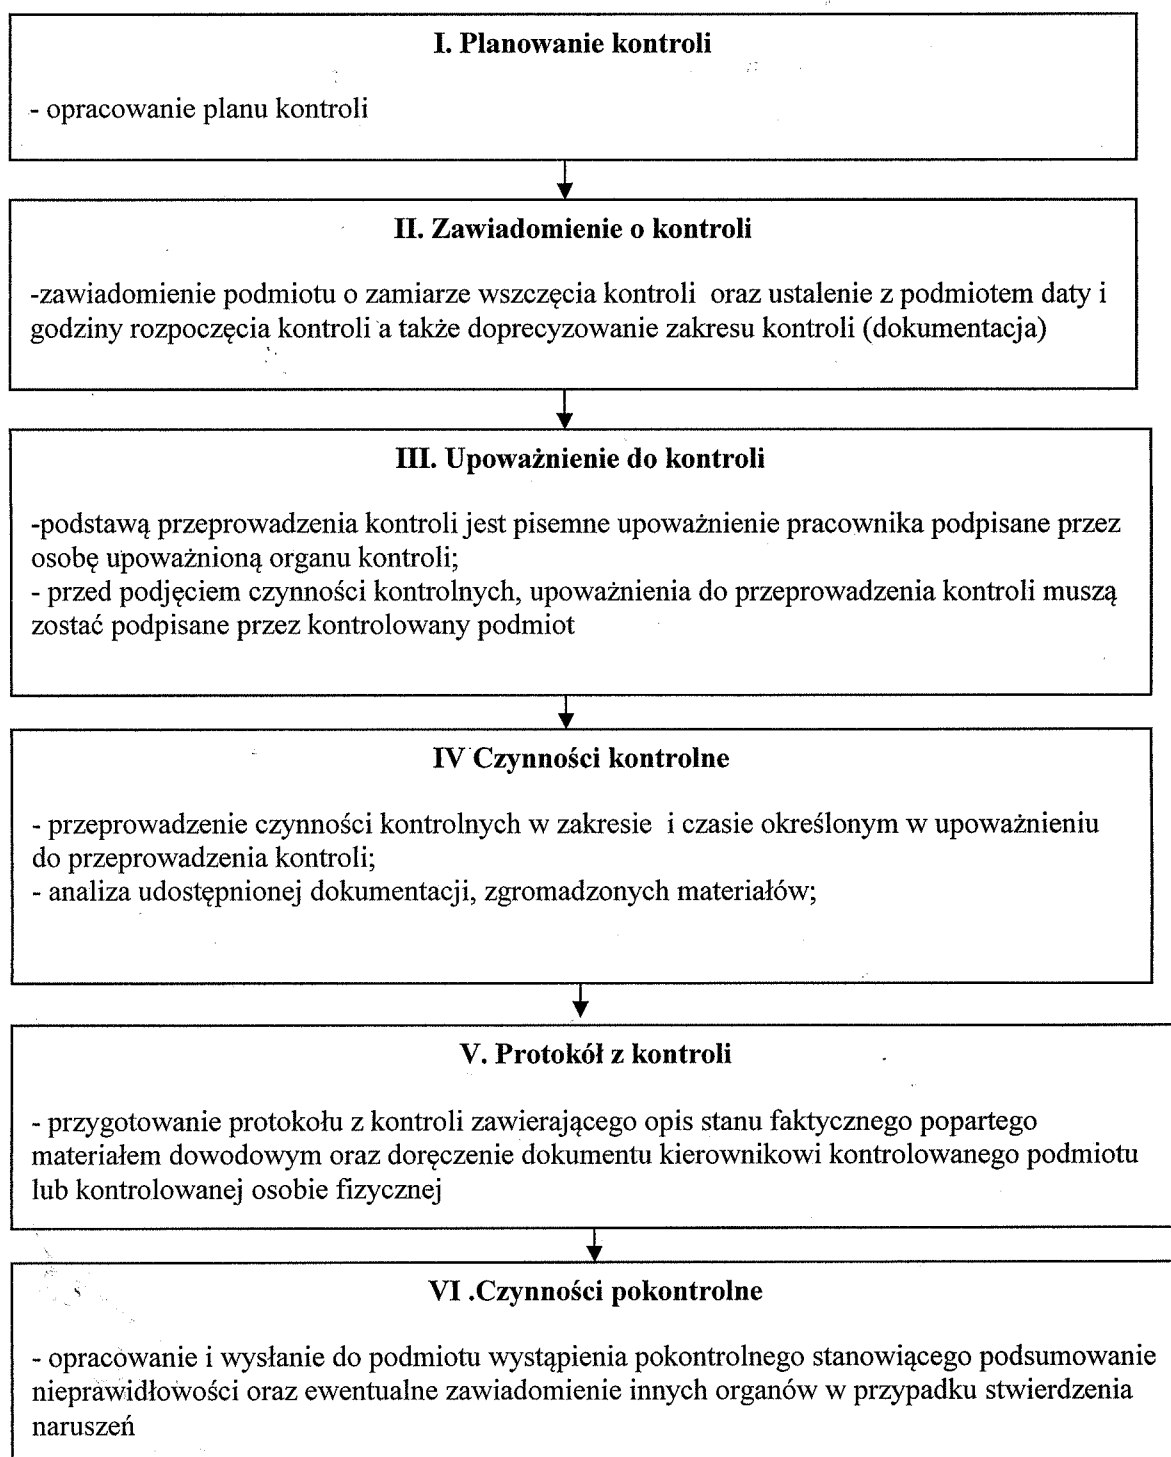 I. Planowanie kontroli
- opracowanie planu kontroli
II. Zawiadomienie o kontroli
-zawiadomienie podmiotu o zamiarze wszczęcia kontroli oraz ustalenie z podmiotem daty i
godziny rozpoczęcia kontroli a także doprecyzowanie zakresu kontroli (dokumentacja)
III. Upoważnienie do kontroli
-podstawą przeprowadzenia kontroli jest pisemne upoważnienie pracownika podpisane przez
osobę upoważnioną organu kontroli;
- przed podjęciem czynności kontrolnych, upoważnienia do przeprowadzenia kontroli muszą
zostać podpisane przez kontrolowany podmiot
IV Czynności kontrolne
- przeprowadzenie czynności kontrolnych w zakresie i czasie określonym w upoważnieniu
do przeprowadzenia kontroli;
- analiza udostępnionej dokumentacji, zgromadzonych materiałów;
V. Protokół z kontroli
- przygotowanie protokołu z kontroli zawierającego opis stanu faktycznego popartego
materiałem dowodowym oraz doręczenie dokumentu kierownikowi kontrolowanego podmiotu
lub kontrolowanej osobie fizycznej
VI .Czynności pokontrolne
- opracowanie i wysłanie do podmiotu wystąpienia pokontrolnego stanowiącego podsumowanie
nieprawidłowości oraz ewentualne zawiadomienie innych organów w przypadku stwierdzenia
naruszeń